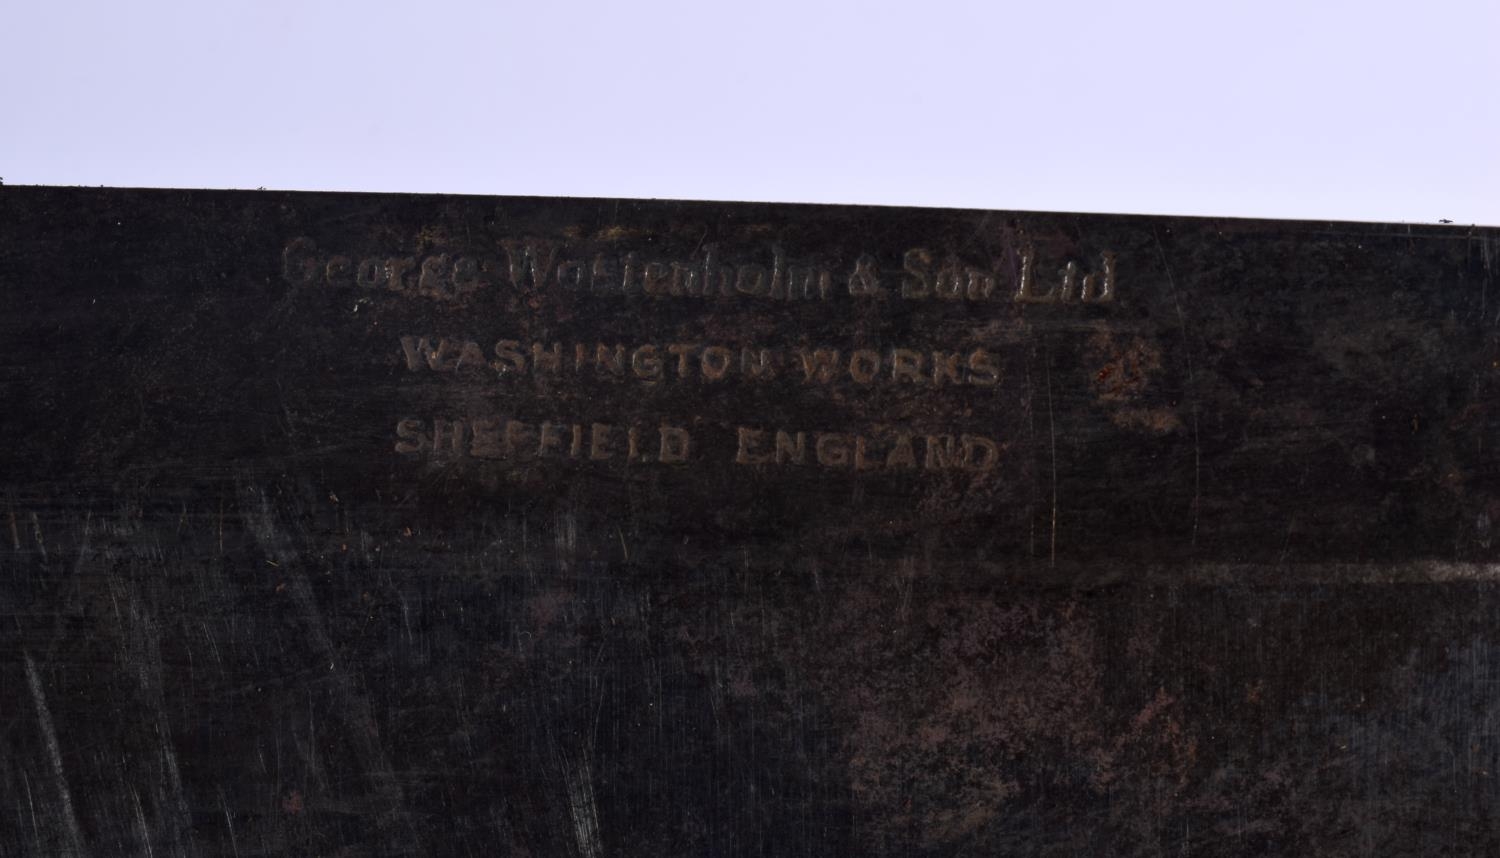 George Wostenholm & Son Ltd
WASHINGTON WORKS
SHEFFIELD ENGLAND